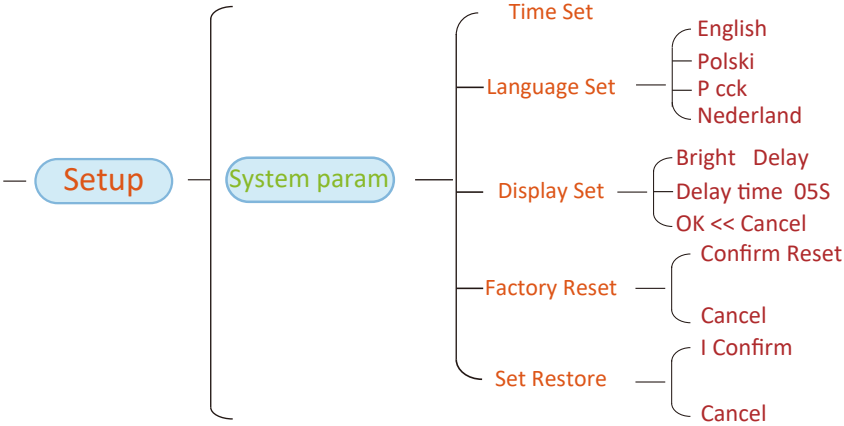 Setup
System param
Time Set
Language Set
English
Polski
P cck
Nederland
Display Set
Bright Delay
Delay time 05S
OK << Cancel
Factory Reset
Confirm Reset
Cancel
Set Restore
I Confirm
Cancel